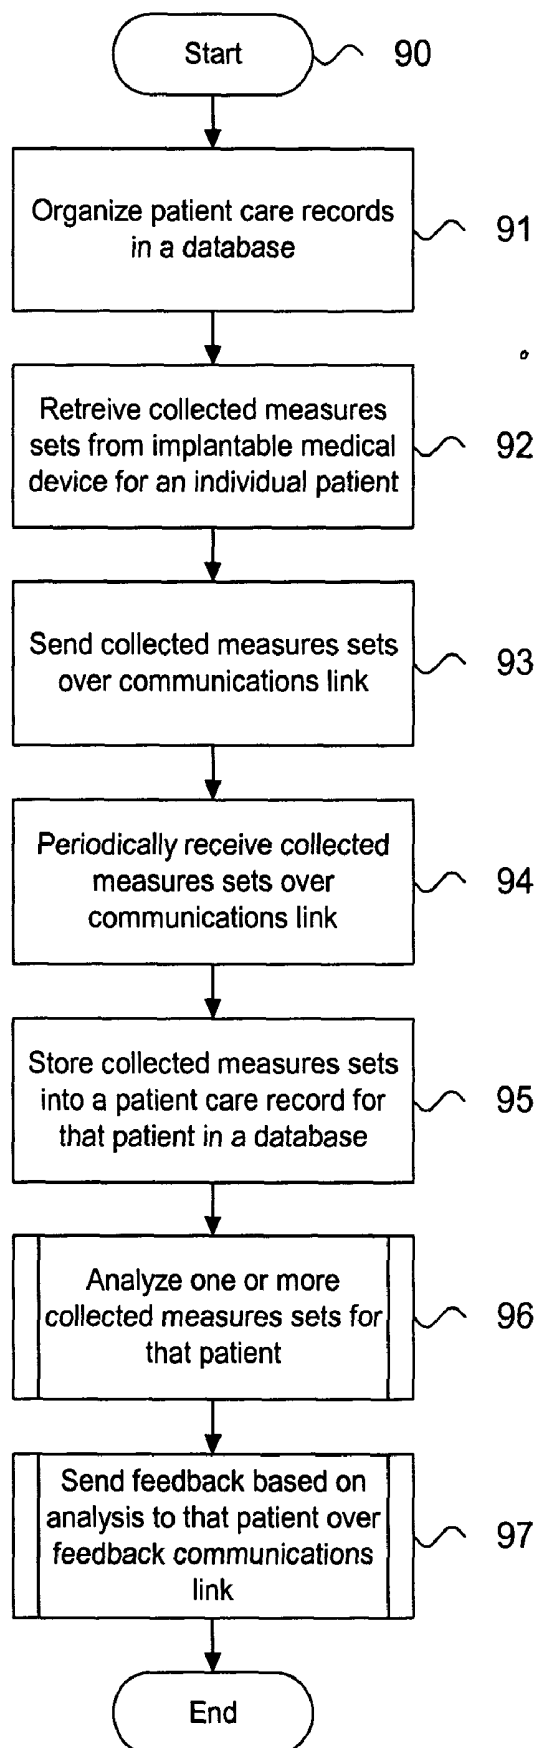 Start
90
Organize patient care records
in a database
91
Retreive collected measures
sets from implantable medical
device for an individual patient
92
Send collected measures sets
over communications link
93
Periodically receive collected
measures sets over
communications link
94
Store collected measures sets
into a patient care record for
that patient in a database
95
Analyze one or more
collected measures sets for
that patient
96
Send feedback based on
analysis to that patient over
feedback communications
link
97
End